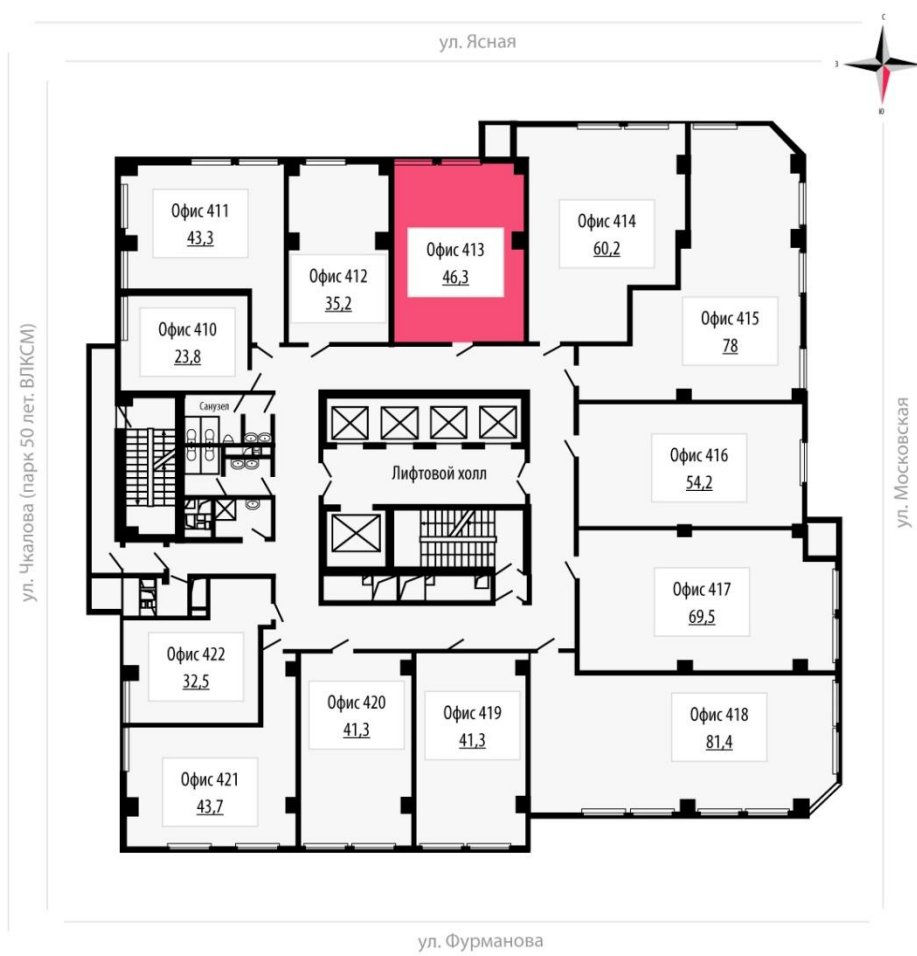 ул. Ясная
С
З
Ю
Офис 411
43,3
Офис 412
35,2
Офис 413
46,3
Офис 414
60,2
Офис 415
78
Офис 410
23,8
Санузел
Лифтовой холл
Офис 416
54,2
Офис 417
69,5
Офис 422
32,5
Офис 420
41,3
Офис 419
41,3
Офис 418
81,4
Офис 421
43,7
ул. Чкалова (парк 50 лет. ВЛКСМ)
ул. Московская
ул. Фурманова